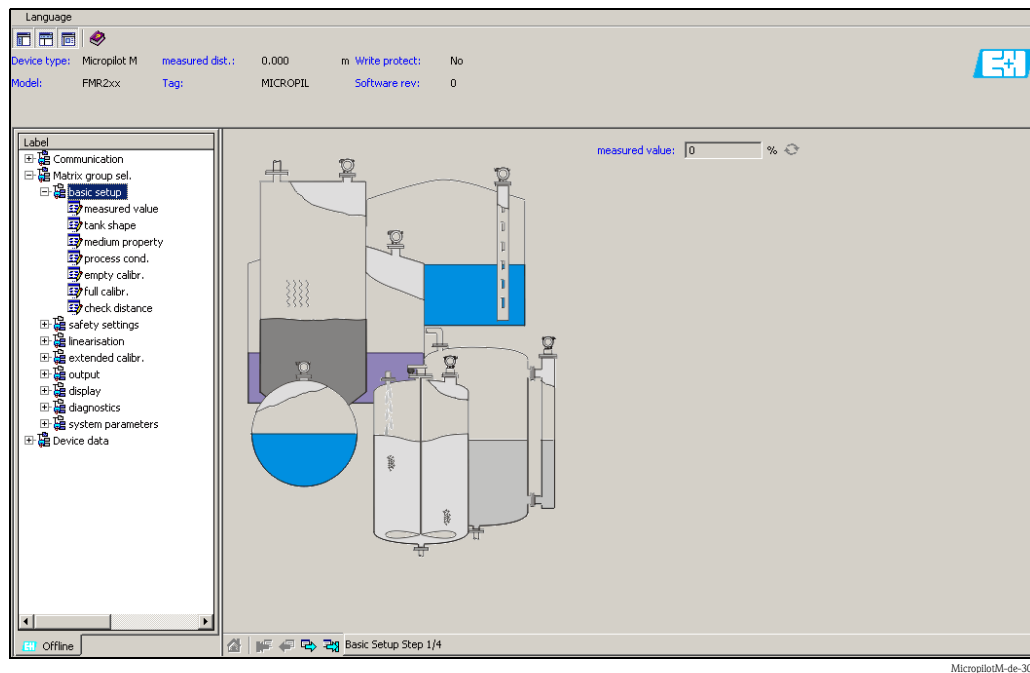 Language
Device type: Micropilot M measured dist.: 0.000 m Write protect: No
Model: FMR2xx Tag: MICROPIL Software rev: 0
E+H
Label
Communication
Matrix group sel.
basic setup
measured value
tank shape
medium property
process cond.
empty calibr.
full calibr.
check distance
safety settings
linearisation
extended calibr.
output
display
diagnostics
system parameters
Device data
measured value: 0 %
Offline
Basic Setup Step 1/4
MicropilotM-de-30